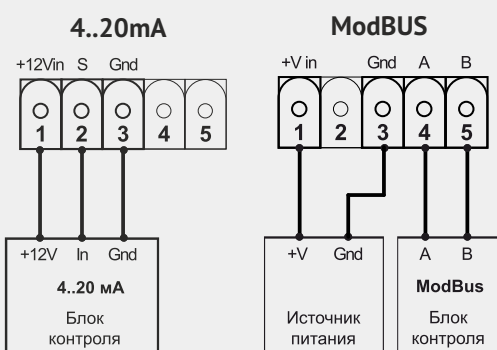 4..20mA
+12Vin S Gnd
1 2 3 4 5
+12V In Gnd
4..20 мА
Блок
контроля
ModBUS
+V in Gnd A B
1 2 3 4 5
+V Gnd
Источник
питания
A B
ModBus
Блок
контроля